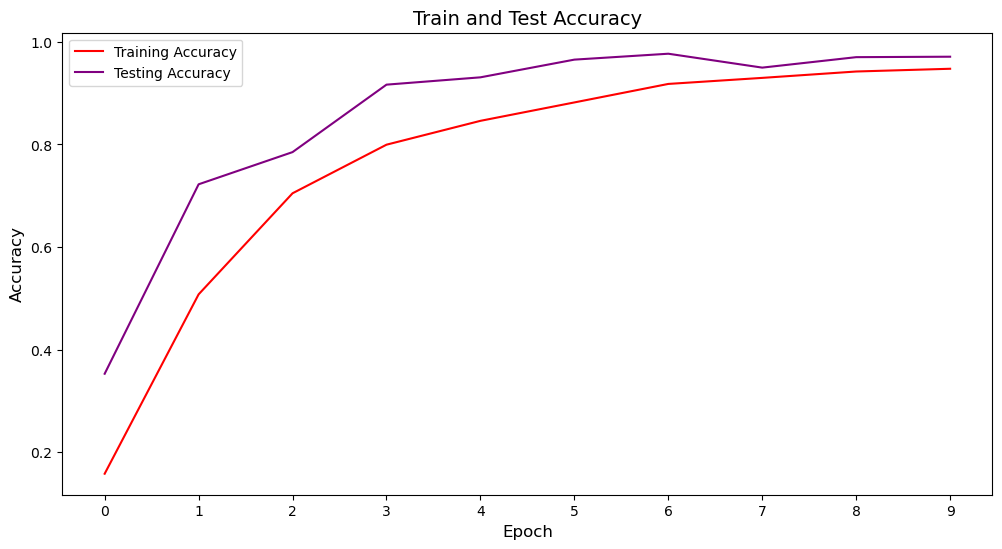 Train and Test Accuracy
Training Accuracy
Testing Accuracy
Accuracy
1.0
0.8
0.6
0.4
0.2
0 1 2 3 4 5 6 7 8 9
Epoch